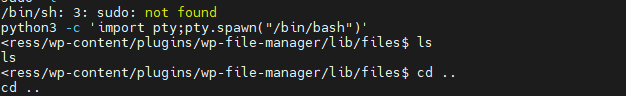 /bin/sh: 3: sudo: not found
python3 -c 'import pty;pty.spawn("/bin/bash")'
<ress/wp-content/plugins/wp-file-manager/lib/files$ ls
ls
<ress/wp-content/plugins/wp-file-manager/lib/files$ cd ..
cd ..